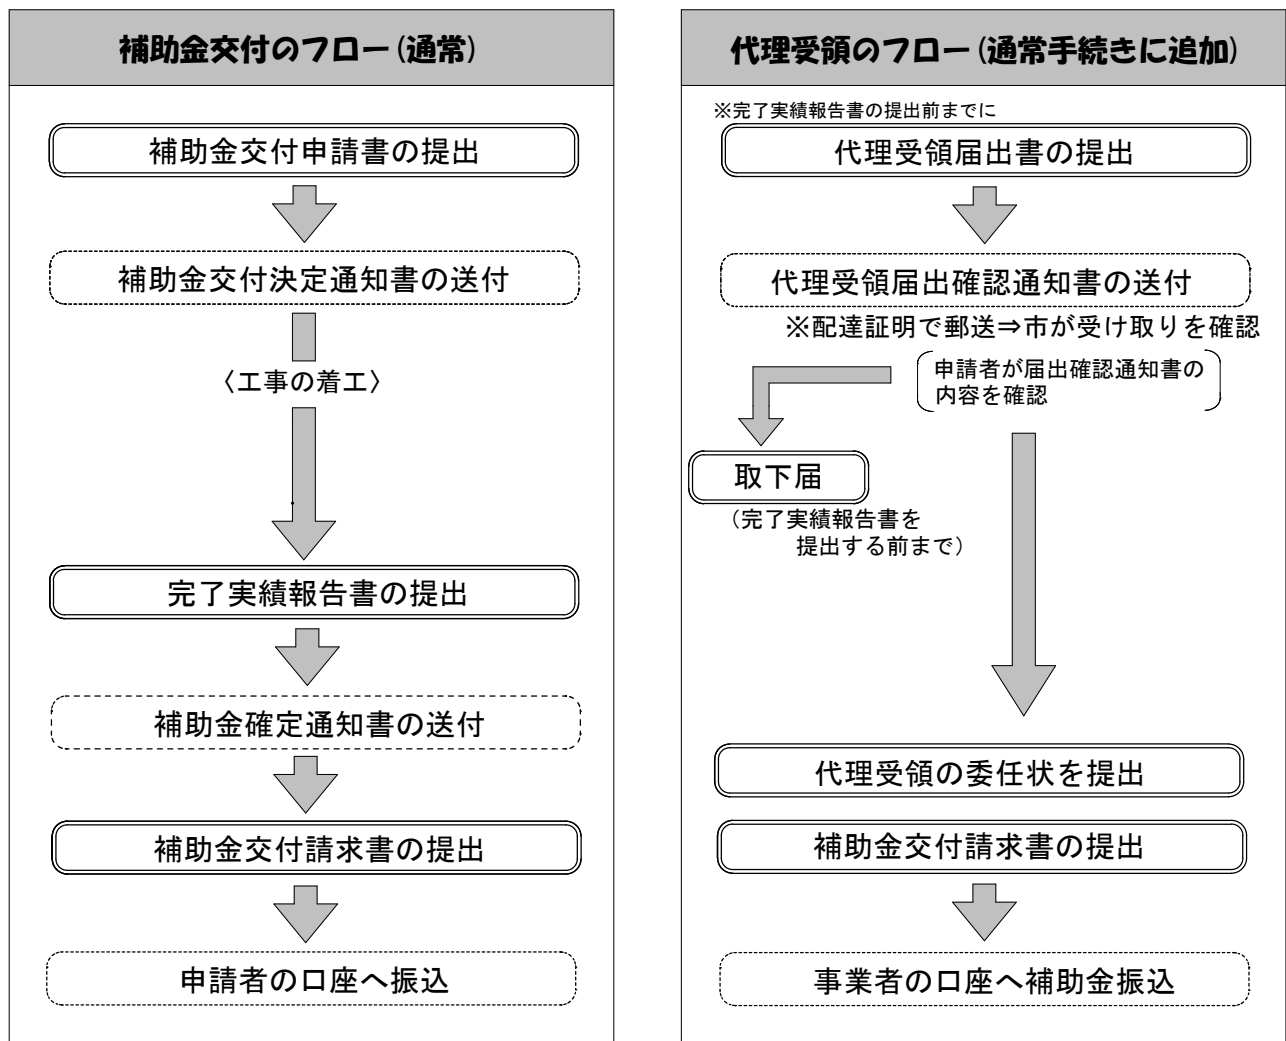 補助金交付のフロー(通常)
補助金交付申請書の提出
補助金交付決定通知書の送付
〈工事の着工〉
完了実績報告書の提出
補助金確定通知書の送付
補助金交付請求書の提出
申請者の口座へ振込
代理受領のフロー(通常手続きに追加)
※完了実績報告書の提出前までに
代理受領届出書の提出
代理受領届出確認通知書の送付
※配達証明で郵送⇒市が受け取りを確認
申請者が届出確認通知書の
内容を確認
取下届
（完了実績報告書を
提出する前まで）
代理受領の委任状を提出
補助金交付請求書の提出
事業者の口座へ補助金振込